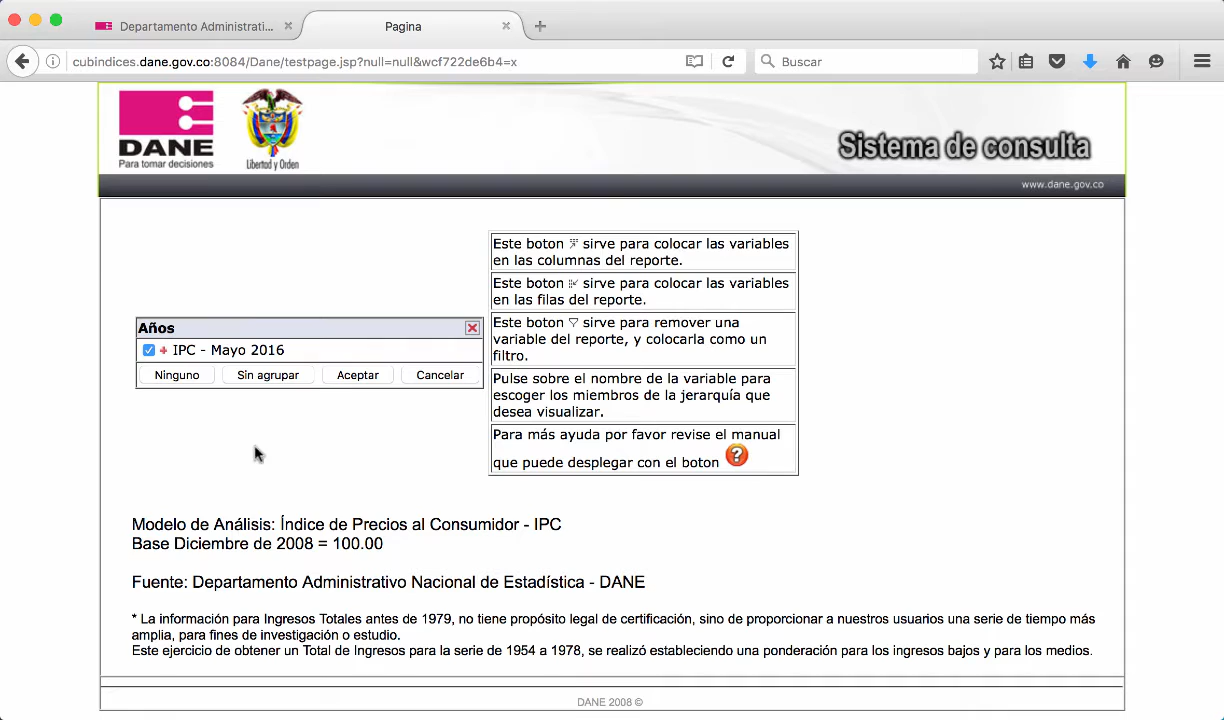 Departamento Administrati...
Pagina
cubindices.dane.gov.co:8084/Dane/testpage.jsp?null=null&wcf722de6b4=x
Buscar
DANE
Para tomar decisiones
Libertad y Orden
Sistema de consulta
www.dane.gov.co
Este boton sirve para colocar las variables
en las columnas del reporte.
Este boton sirve para colocar las variables
en las filas del reporte.
Este boton sirve para remover una
variable del reporte, y colocarla como un
filtro.
Pulse sobre el nombre de la variable para
escoger los miembros de la jerarquía que
desea visualizar.
Para más ayuda por favor revise el manual
que puede desplegar con el boton
Años
IPC - Mayo 2016
Ninguno
Sin agrupar
Aceptar
Cancelar
Modelo de Análisis: Índice de Precios al Consumidor - IPC
Base Diciembre de 2008 = 100.00
Fuente: Departamento Administrativo Nacional de Estadística - DANE
* La información para Ingresos Totales antes de 1979, no tiene propósito legal de certificación, sino de proporcionar a nuestros usuarios una serie de tiempo más
amplia, para fines de investigación o estudio.
Este ejercicio de obtener un Total de Ingresos para la serie de 1954 a 1978, se realizó estableciendo una ponderación para los ingresos bajos y para los medios.
DANE 2008 ©